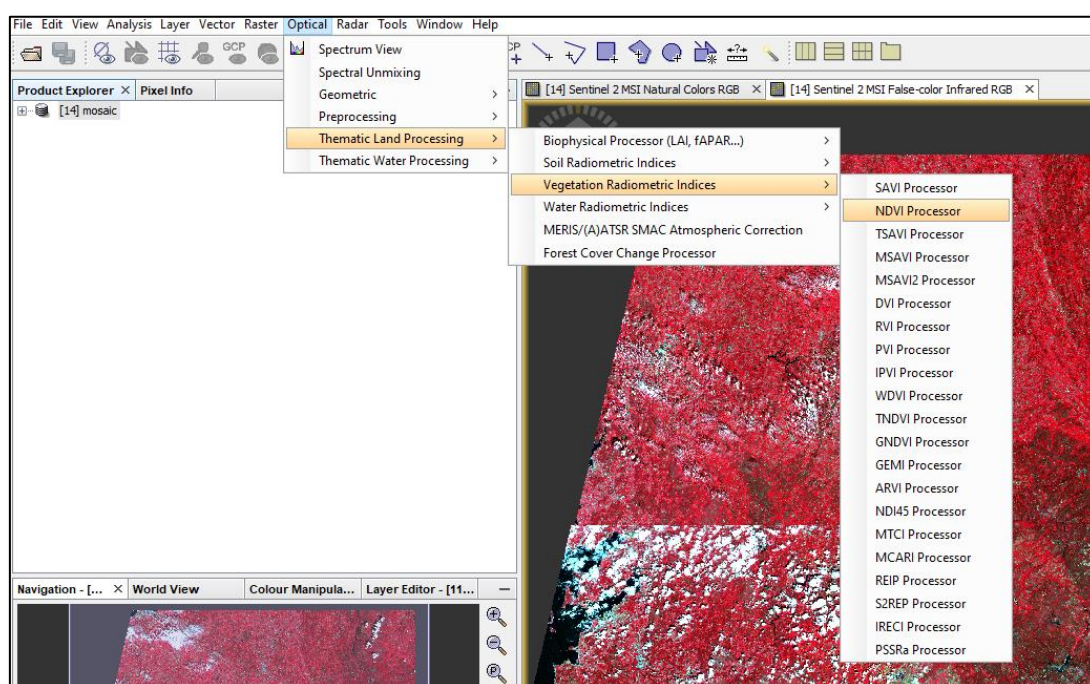 File Edit View Analysis Layer Vector Raster Optical Radar Tools Window Help
GCP
Spectrum View
Spectral Unmixing
Geometric
Preprocessing
Thematic Land Processing
Thematic Water Processing
Product Explorer × Pixel Info
[14] mosaic
[14] Sentinel 2 MSI Natural Colors RGB × [14] Sentinel 2 MSI False-color Infrared RGB ×
Biophysical Processor (LAI, fAPAR...)
Soil Radiometric Indices
Vegetation Radiometric Indices
Water Radiometric Indices
MERIS/(A)ATSR SMAC Atmospheric Correction
Forest Cover Change Processor
SAVI Processor
NDVI Processor
TSAVI Processor
MSAVI Processor
MSAVI2 Processor
DVI Processor
RVI Processor
PVI Processor
IPVI Processor
WDVI Processor
TNDVI Processor
GNDVI Processor
GEMI Processor
ARVI Processor
NDI45 Processor
MTCI Processor
MCARI Processor
REIP Processor
S2REP Processor
IRECI Processor
PSSRa Processor
Navigation - [... × World View Colour Manipula... Layer Editor - [11...